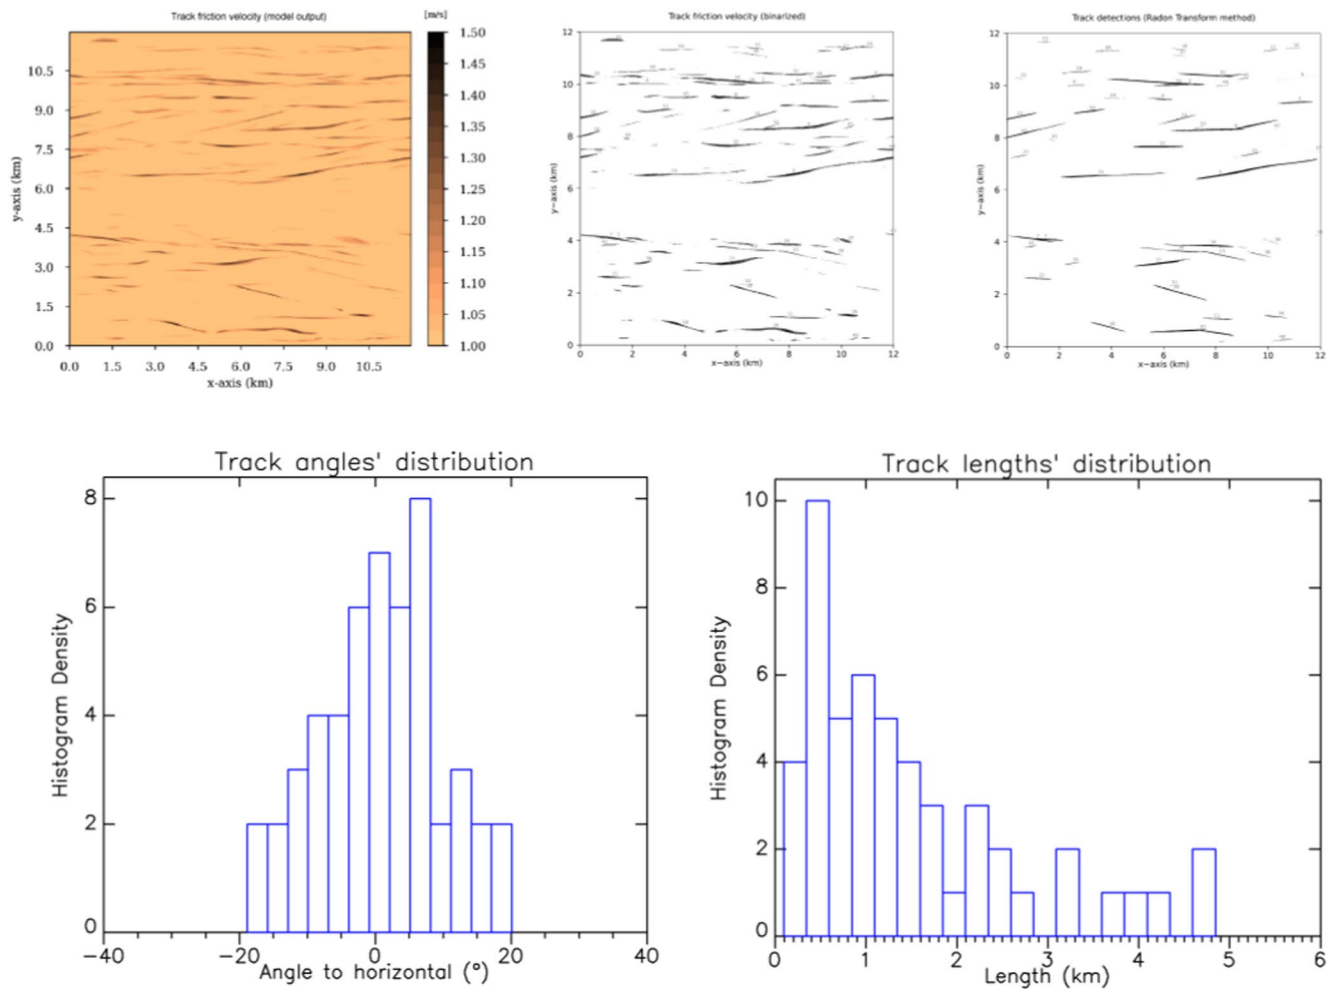 Track friction velocity (model output)
[m/s]
Track friction velocity (binarized)
Track detections (Radon Transform method)
10.5
9.0
7.5
6.0
4.5
3.0
1.5
0.0
y-axis (km)
0.0 1.5 3.0 4.5 6.0 7.5 9.0 10.5
x-axis (km)
1.50
1.45
1.40
1.35
1.30
1.25
1.20
1.15
1.10
1.05
1.00
12
10
8
6
4
2
0
y−axis (km)
0 2 4 6 8 10 12
x−axis (km)
12
10
8
6
4
2
0
y−axis (km)
0 2 4 6 8 10 12
x−axis (km)
Track angles' distribution
8
6
4
2
0
Histogram Density
−40 −20 0 20 40
Angle to horizontal (°)
Track lengths' distribution
10
8
6
4
2
0
Histogram Density
0 1 2 3 4 5 6
Length (km)